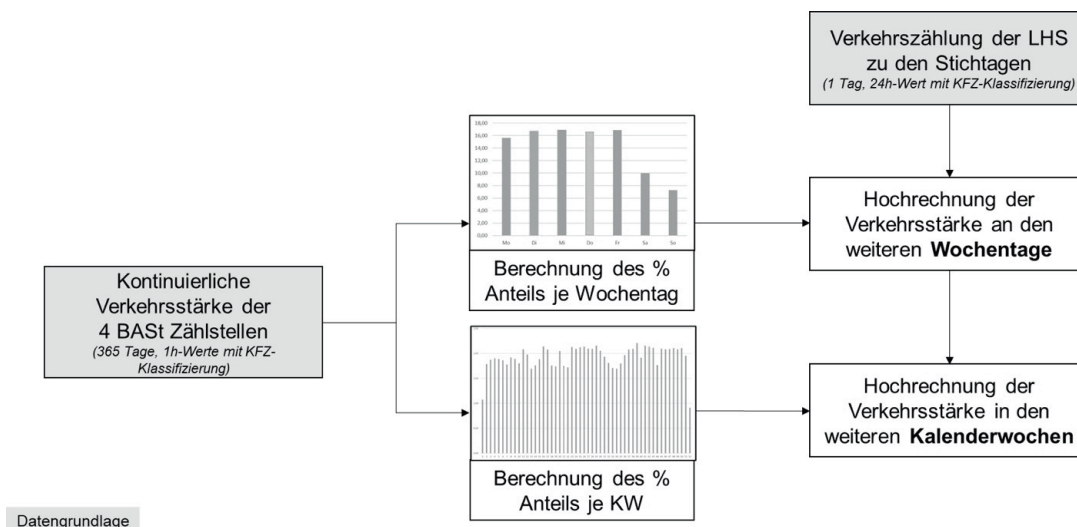 Verkehrszählung der LHS
zu den Stichtagen
(1 Tag, 24h-Wert mit KFZ-Klassifizierung)
18,00
16,00
14,00
12,00
10,00
8,00
6,00
4,00
2,00
0,00
Mo Di Mi Do Fr Sa So
Berechnung des %
Anteils je Wochentag
Hochrechnung der
Verkehrsstärke an den
weiteren Wochentage
Kontinuierliche
Verkehrsstärke der
4 BASt Zählstellen
(365 Tage, 1h-Werte mit KFZ-
Klassifizierung)
Berechnung des %
Anteils je KW
Hochrechnung der
Verkehrsstärke in den
weiteren Kalenderwochen
Datengrundlage